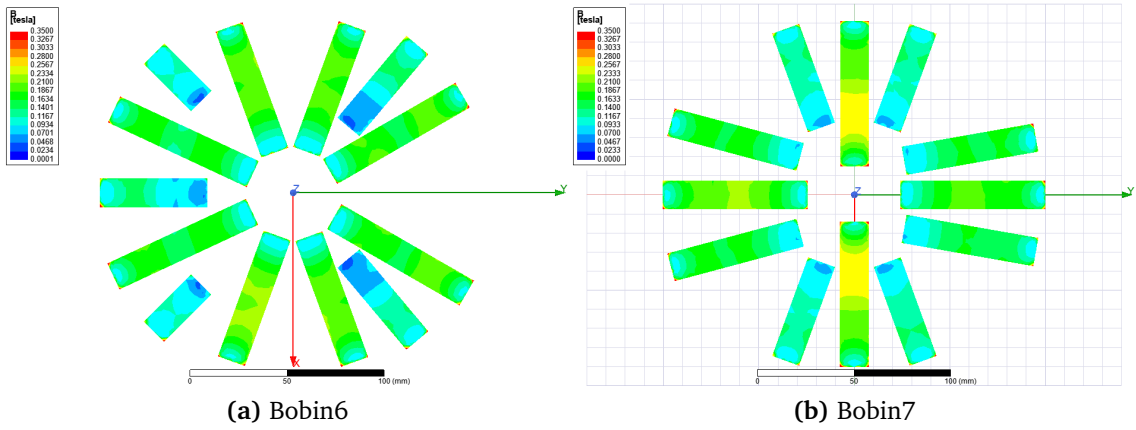 B
[tesla]
0.3500
0.3267
0.3033
0.2800
0.2567
0.2334
0.2100
0.1867
0.1634
0.1401
0.1167
0.0934
0.0701
0.0468
0.0234
0.0001
Z
Y
X
0
50
100 (mm)
(a) Bobin6
B
[tesla]
0.3500
0.3267
0.3033
0.2800
0.2567
0.2333
0.2100
0.1867
0.1633
0.1400
0.1167
0.0933
0.0700
0.0467
0.0233
0.0000
Z
Y
0
50
100 (mm)
(b) Bobin7